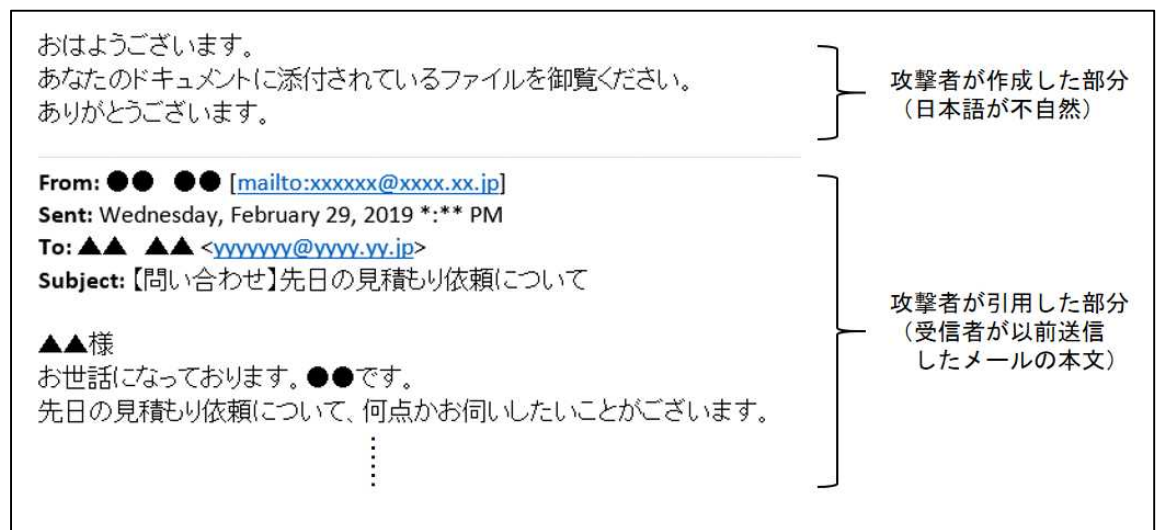 おはようございます。
あなたのドキュメントに添付されているファイルを御覧ください。
ありがとうございます。
攻撃者が作成した部分
（日本語が不自然）
From: ●●　●● [mailto:xxxxxx@xxxx.xx.jp]
Sent: Wednesday, February 29, 2019 *:** PM
To: ▲▲　▲▲ <yyyyyyy@yyyy.yy.jp>
Subject:【問い合わせ】先日の見積もり依頼について
▲▲様
お世話になっております。●●です。
先日の見積もり依頼について、何点かお伺いしたいことがございます。
攻撃者が引用した部分
（受信者が以前送信
したメールの本文）